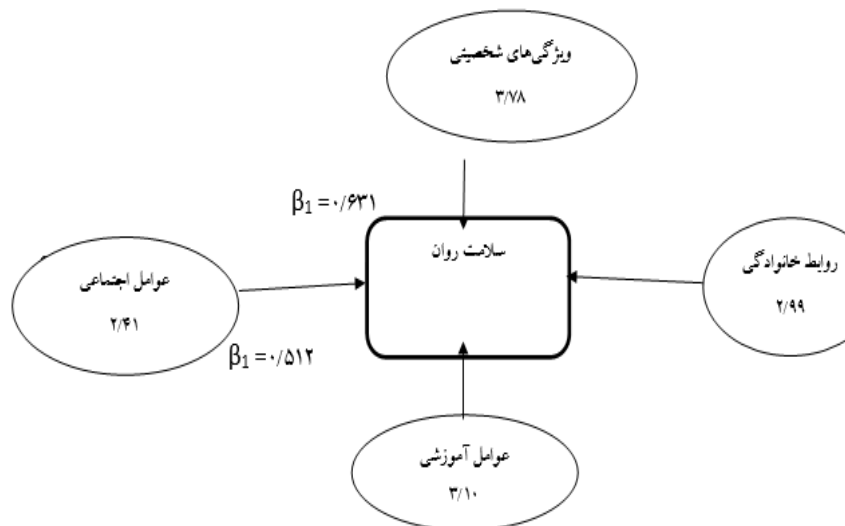 ویژگی‌های شخصیتی
۳/۷۸
β1 =۰/۶۳۱
سلامت روان
روابط خانوادگی
۲/۹۹
عوامل اجتماعی
۲/۴۱
β1 =۰/۵۱۲
عوامل آموزشی
۳/۱۰